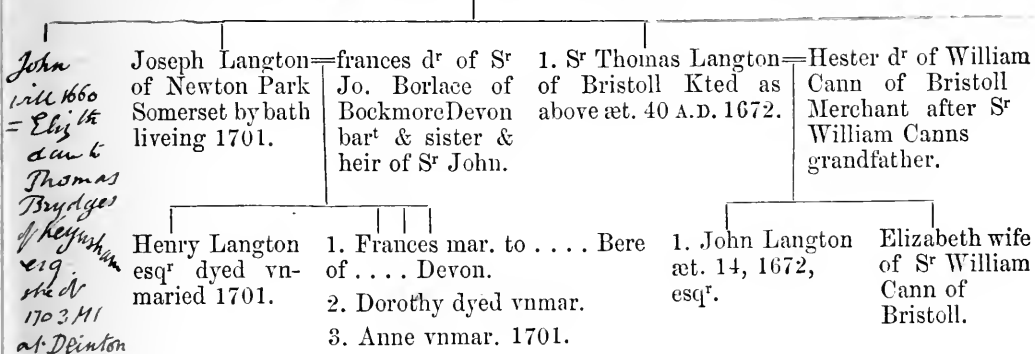 John
will 1660
= Eliz th
dau to
Thomas
Brydges
of Keynsham
esq.
she d
1703 MI
at Deinton
Joseph Langton=frances dʳ of Sʳ
of Newton Park
Somerset by bath
liveing 1701.
Jo. Borlace of
BockmoreDevon
barᵗ & sister &
heir of Sʳ John.
1. Sʳ Thomas Langton=Hester dʳ of William
of Bristoll Kted as
above æt. 40 A.D. 1672.
Cann of Bristoll
Merchant after Sʳ
William Canns
grandfather.
Henry Langton
esqʳ dyed vn-
maried 1701.
1. Frances mar. to . . . . Bere
of . . . . Devon.
2. Dorothy dyed vnmar.
3. Anne vnmar. 1701.
1. John Langton
æt. 14, 1672,
esqʳ.
Elizabeth wife
of Sʳ William
Cann of
Bristoll.